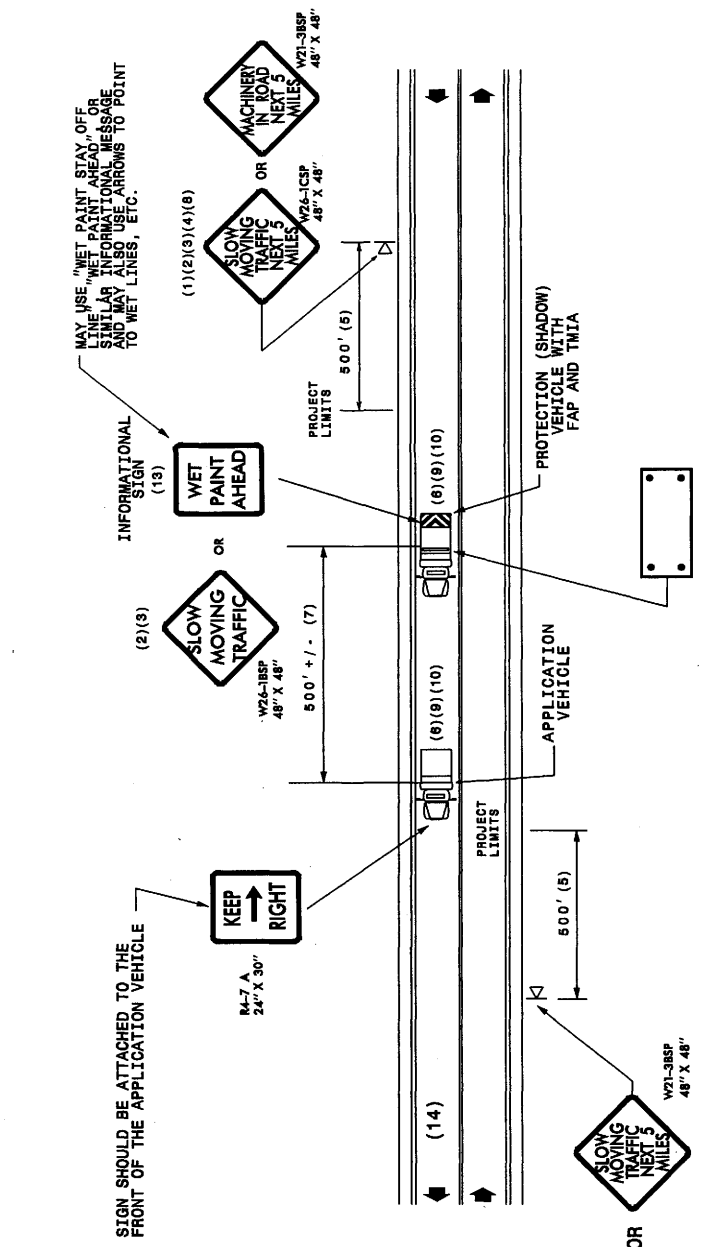 MAY USE "WET PAINT STAY OFF
LINE", "WET PAINT AHEAD", OR
SIMILAR INFORMATIONAL MESSAGE
AND MAY ALSO USE ARROWS TO POINT
TO WET LINES, ETC.
(1)(2)(3)(4)(8)
SLOW
MOVING
TRAFFIC
NEXT 5
MILES
W26-1CSP
48" X 48"
OR
MACHINERY
IN ROAD
NEXT 5
MILES
W21-3BSP
48" X 48"
INFORMATIONAL
SIGN
(13)
WET
PAINT
AHEAD
OR
(2)(3)
SLOW
MOVING
TRAFFIC
W26-1BSP
48" X 48"
SIGN SHOULD BE ATTACHED TO THE
FRONT OF THE APPLICATION VEHICLE
KEEP
RIGHT
R4-7 A
24" X 30"
500' +/- (7)
PROJECT
LIMITS
500' (5)
(14)
(6)(9)(10)
(6)(9)(10)
PROJECT
LIMITS
500' (5)
APPLICATION
VEHICLE
PROTECTION (SHADOW)
VEHICLE WITH
FAP AND TMIA
SLOW
MOVING
TRAFFIC
NEXT 5
MILES
W21-3BSP
48" X 48"
OR